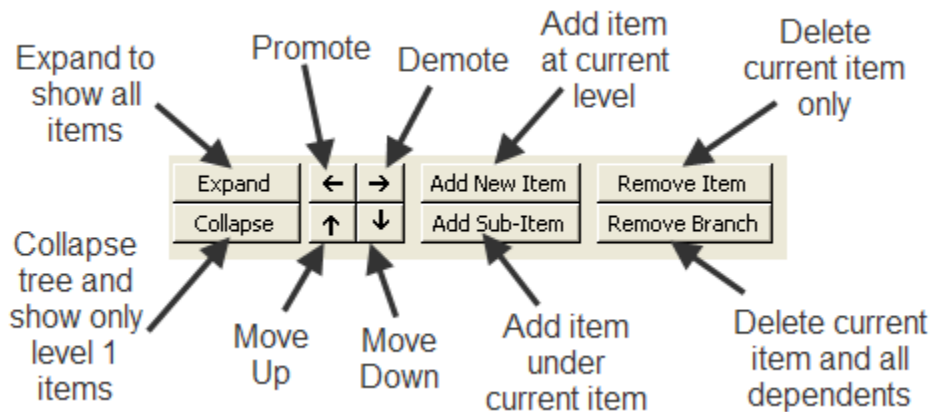 Expand to
show all
items
Promote
Demote
Add item
at current
level
Delete
current item
only
Expand
←
→
Add New Item
Remove Item
Collapse
↑
↓
Add Sub-Item
Remove Branch
Collapse
tree and
show only
level 1
items
Move
Up
Move
Down
Add item
under
current item
Delete current
item and all
dependents